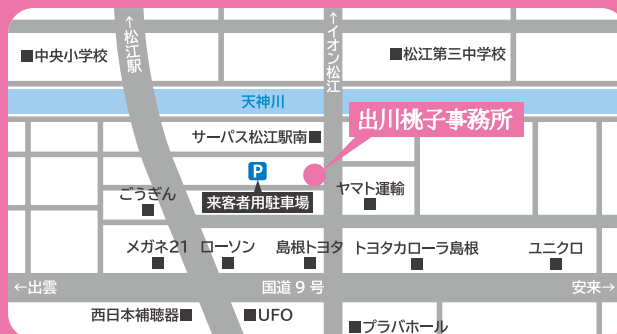 ↑松江駅
↑イオン松江
■中央小学校
■松江第三中学校
天神川
サーパス松江駅南■
出川桃子事務所
P
来客者用駐車場
ごうぎん
ヤマト運輸
メガネ21
ローソン
島根トヨタ
トヨタカローラ島根
ユニクロ
←出雲
国道9号
安来→
西日本補聴器■
■UFO
■プラバホール